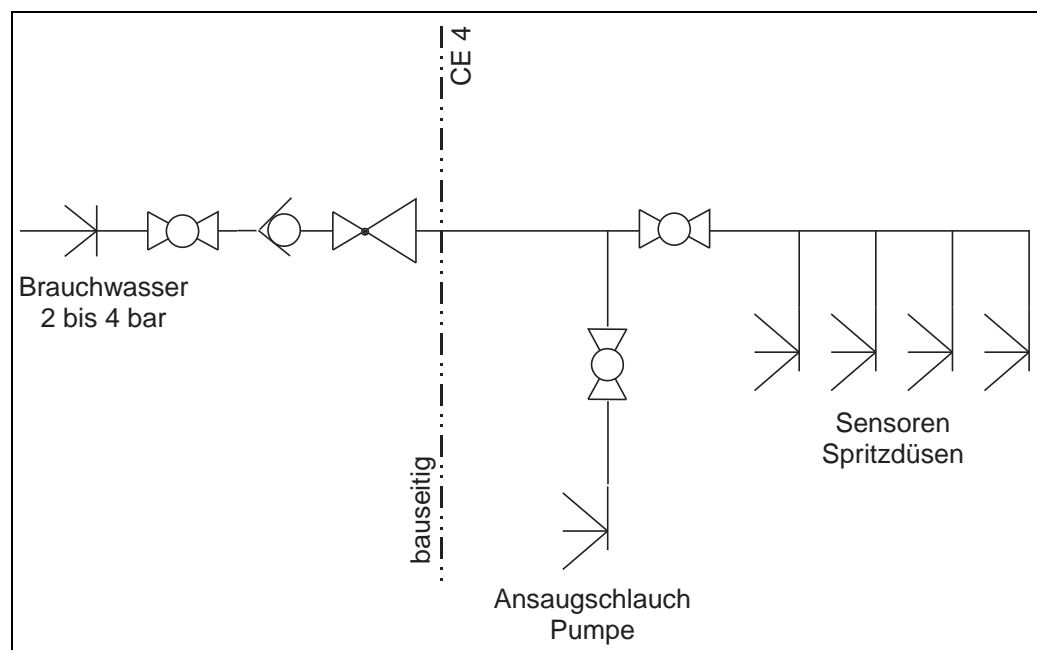 CE 4
Brauchwasser
2 bis 4 bar
bauseitig
Sensoren
Spritzdüsen
Ansaugschlauch
Pumpe